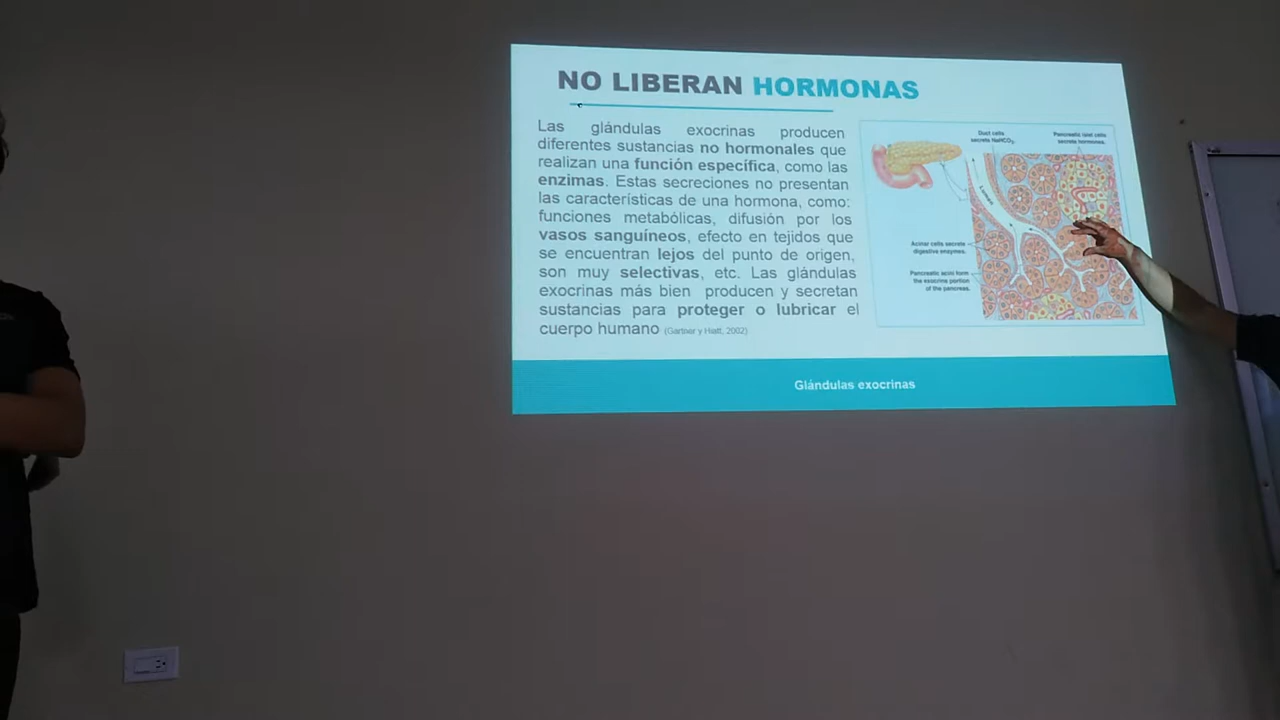 NO LIBERAN HORMONAS
Las glándulas exocrinas producen
diferentes sustancias no hormonales que
realizan una función específica, como las
enzimas. Estas secreciones no presentan
las características de una hormona, como:
funciones metabólicas, difusión por los
vasos sanguíneos, efecto en tejidos que
se encuentran lejos del punto de origen,
son muy selectivas, etc. Las glándulas
exocrinas más bien producen y secretan
sustancias para proteger o lubricar el
cuerpo humano (Gartner y Hiatt, 2002)
Duct cells
secrete NaHCO₃.
Pancreatic islet cells
secrete hormones.
Acinar cells secrete
digestive enzymes.
Pancreatic acini form
the exocrine portion
of the pancreas.
Glándulas exocrinas